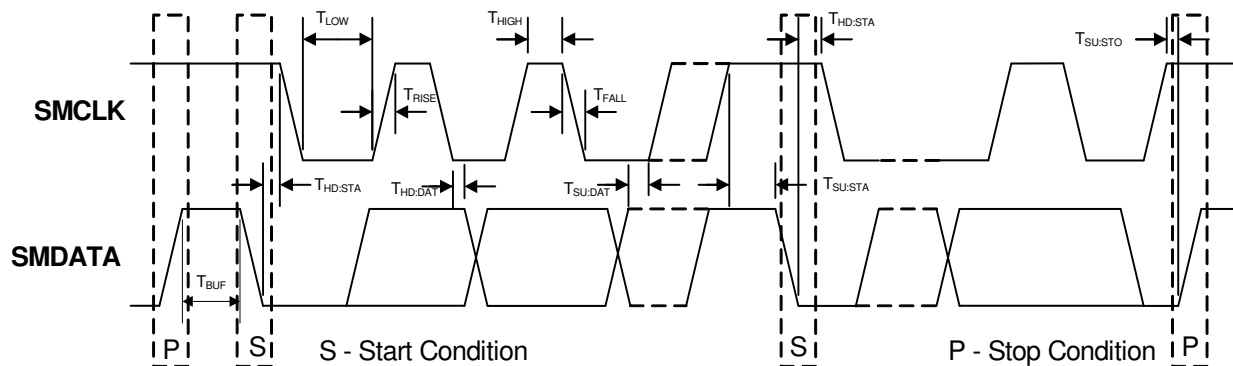 T_LOW
T_HIGH
T_HD:STA
T_SU:STO
SMCLK
T_RISE
T_FALL
T_HD:STA
T_HD:DAT
T_SU:DAT
T_SU:STA
SMDATA
T_BUF
P
S
S - Start Condition
S
P - Stop Condition
P